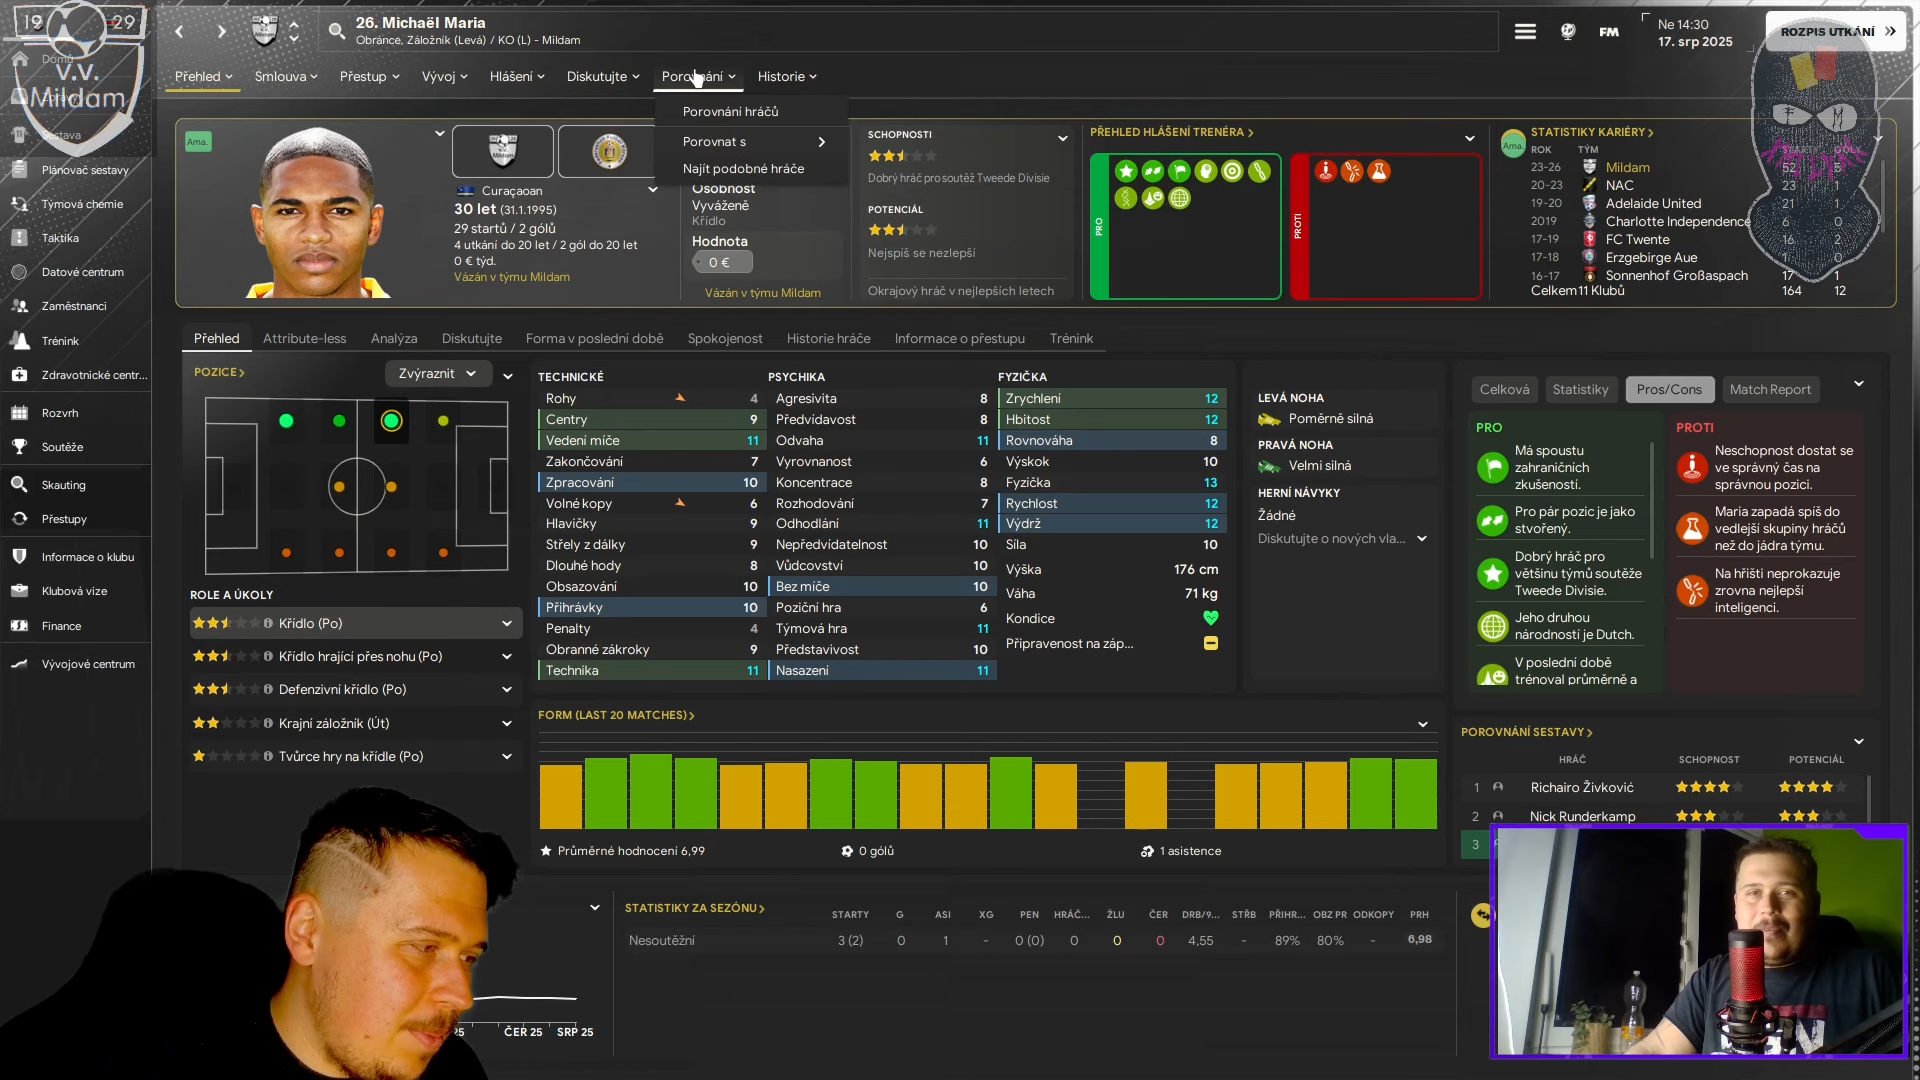 19 29
V.V.
Mildam
26. Michaël Maria
Obránce, Záložník (Levá) / KO (L) - Mildam
FM
Ne 14:30
17. srp 2025
ROZPIS UTKÁNÍ
Přehled
Smlouva
Přestup
Vývoj
Hlášení
Diskutujte
Porovnání
Historie
Porovnání hráčů
Porovnat s
Najít podobné hráče
Sestava
Plánovač sestavy
Týmová chemie
Taktika
Datové centrum
Zaměstnanci
Trénink
Zdravotnické centr...
Rozvrh
Soutěže
Skauting
Přestupy
Informace o klubu
Klubová vize
Finance
Vývojové centrum
Ama.
Curaçaoan
30 let (31.1.1995)
29 startů / 2 gólů
4 utkání do 20 let / 2 gól do 20 let
0 € týd.
Vázán v týmu Mildam
Osobnost
Vyváženě
Křídlo
Hodnota
0 €
Vázán v týmu Mildam
SCHOPNOSTI
Dobrý hráč pro soutěž Tweede Divisie
POTENCIÁL
Nejspíš se nezlepší
Okrajový hráč v nejlepších letech
PŘEHLED HLÁŠENÍ TRENÉRA
PRO
PROTI
Ama.
STATISTIKY KARIÉRY
ROK TÝM
23-26 Mildam 52 5
20-23 NAC 23 1
19-20 Adelaide United 21 1
2019 Charlotte Independence 6 0
17-19 FC Twente 16 2
17-18 Erzgebirge Aue 1 0
16-17 Sonnenhof Großaspach 17 1
Celkem 11 Klubů 164 12
Přehled
Attribute-less
Analýza
Diskutujte
Forma v poslední době
Spokojenost
Historie hráče
Informace o přestupu
Trénink
POZICE
Zvýraznit
ROLE A ÚKOLY
Křídlo (Po)
Křídlo hrající přes nohu (Po)
Defenzivní křídlo (Po)
Krajní záložník (Út)
Tvůrce hry na křídle (Po)
TECHNICKÉ
Rohy 4
Centry 9
Vedení míče 11
Zakončování 7
Zpracování 10
Volné kopy 6
Hlavičky 9
Střely z dálky 9
Dlouhé hody 8
Obsazování 10
Přihrávky 10
Penalty 4
Obranné zákroky 9
Technika 11
PSYCHIKA
Agresivita 8
Předvídavost 8
Odvaha 11
Vyrovnanost 6
Koncentrace 8
Rozhodování 7
Odhodlání 11
Nepředvídatelnost 10
Vůdcovství 10
Bez míče 10
Poziční hra 6
Týmová hra 11
Představivost 10
Nasazení 11
FYZIČKA
Zrychlení 12
Hbitost 12
Rovnováha 8
Výskok 10
Fyzička 13
Rychlost 12
Výdrž 12
Síla 10
Výška 176 cm
Váha 71 kg
Kondice
Připravenost na záp...
LEVÁ NOHA
Poměrně silná
PRAVÁ NOHA
Velmi silná
HERNÍ NÁVYKY
Žádné
Diskutujte o nových vla...
Celková
Statistiky
Pros/Cons
Match Report
PRO
Má spoustu
zahraničních
zkušeností.
Pro pár pozic je jako
stvořený.
Dobrý hráč pro
většinu týmů soutěže
Tweede Divisie.
Jeho druhou
národností je Dutch.
V poslední době
trénoval průměrně a
PROTI
Neschopnost dostat se
ve správný čas na
správnou pozici.
Maria zapadá spíš do
vedlejší skupiny hráčů
než do jádra týmu.
Na hřišti neprokazuje
zrovna nejlepší
inteligenci.
FORM (LAST 20 MATCHES)
Průměrné hodnocení 6,99
0 gólů
1 asistence
POROVNÁNÍ SESTAVY
HRÁČ SCHOPNOST POTENCIÁL
1 Richairo Živković
2 Nick Runderkamp
3
ČER 25 SRP 25
STATISTIKY ZA SEZÓNU
STARTY G ASI XG PEN HRÁČ... ŽLU ČER DRB/9... STŘB PŘIHR... OBZ PR ODKOPY PRH
Nesoutěžní 3 (2) 0 1 - 0 (0) 0 0 0 4,55 - 89% 80% - 6,98